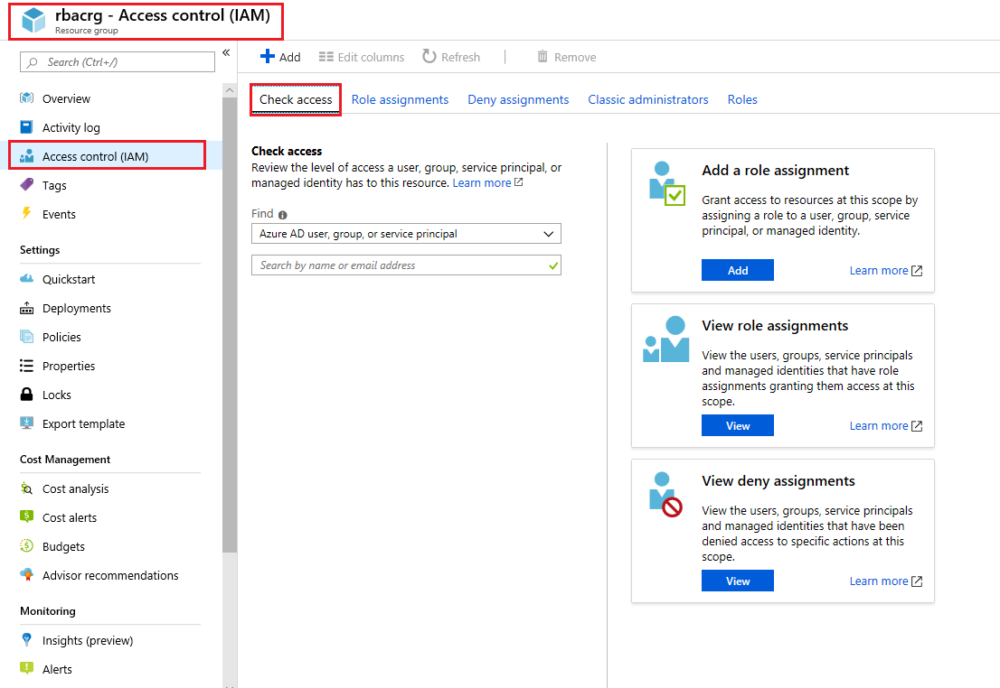 rbacrg - Access control (IAM)
Resource group
Search (Ctrl+/)
«
Overview
Activity log
Access control (IAM)
Tags
Events
Settings
Quickstart
Deployments
Policies
Properties
Locks
Export template
Cost Management
Cost analysis
Cost alerts
Budgets
Advisor recommendations
Monitoring
Insights (preview)
Alerts
Add Edit columns Refresh Remove
Check access Role assignments Deny assignments Classic administrators Roles
Check access
Review the level of access a user, group, service principal, or
managed identity has to this resource. Learn more
Find
Azure AD user, group, or service principal
Search by name or email address
Add a role assignment
Grant access to resources at this scope by
assigning a role to a user, group, service
principal, or managed identity.
Add Learn more
View role assignments
View the users, groups, service principals
and managed identities that have role
assignments granting them access at this
scope.
View Learn more
View deny assignments
View the users, groups, service principals
and managed identities that have been
denied access to specific actions at this
scope.
View Learn more